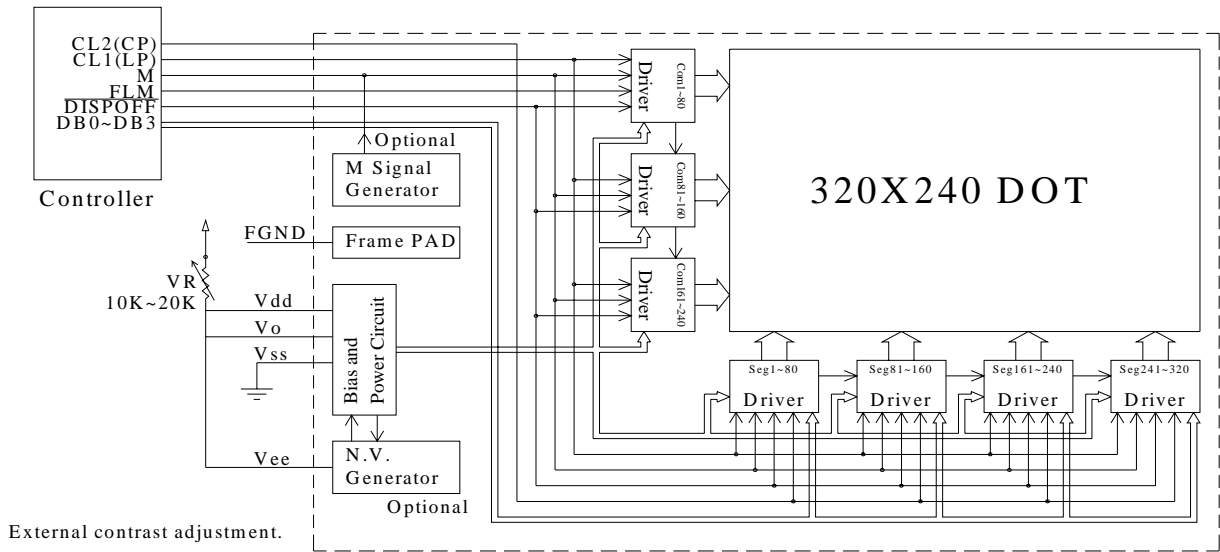 CL2(CP)
CL1(LP)
M
FLM
DISPOFF
DB0~DB3
Controller
Optional
M Signal
Generator
FGND
Frame PAD
VR
10K~20K
Vdd
Vo
Vss
Vee
Bias and
Power Circuit
N.V.
Generator
Optional
External contrast adjustment.
Driver
Com1~80
Driver
Com81~160
Driver
Com161~240
320X240 DOT
Seg1~80
Driver
Seg81~160
Driver
Seg161~240
Driver
Seg241~320
Driver